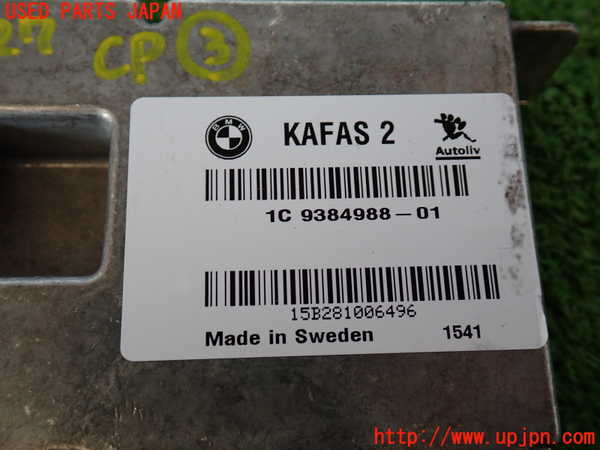 USED PARTS JAPAN
27
CP ③
BMW
KAFAS 2
Autoliv
1C 9384988-01
15B281006496
Made in Sweden
1541
http://www.upjpn.com